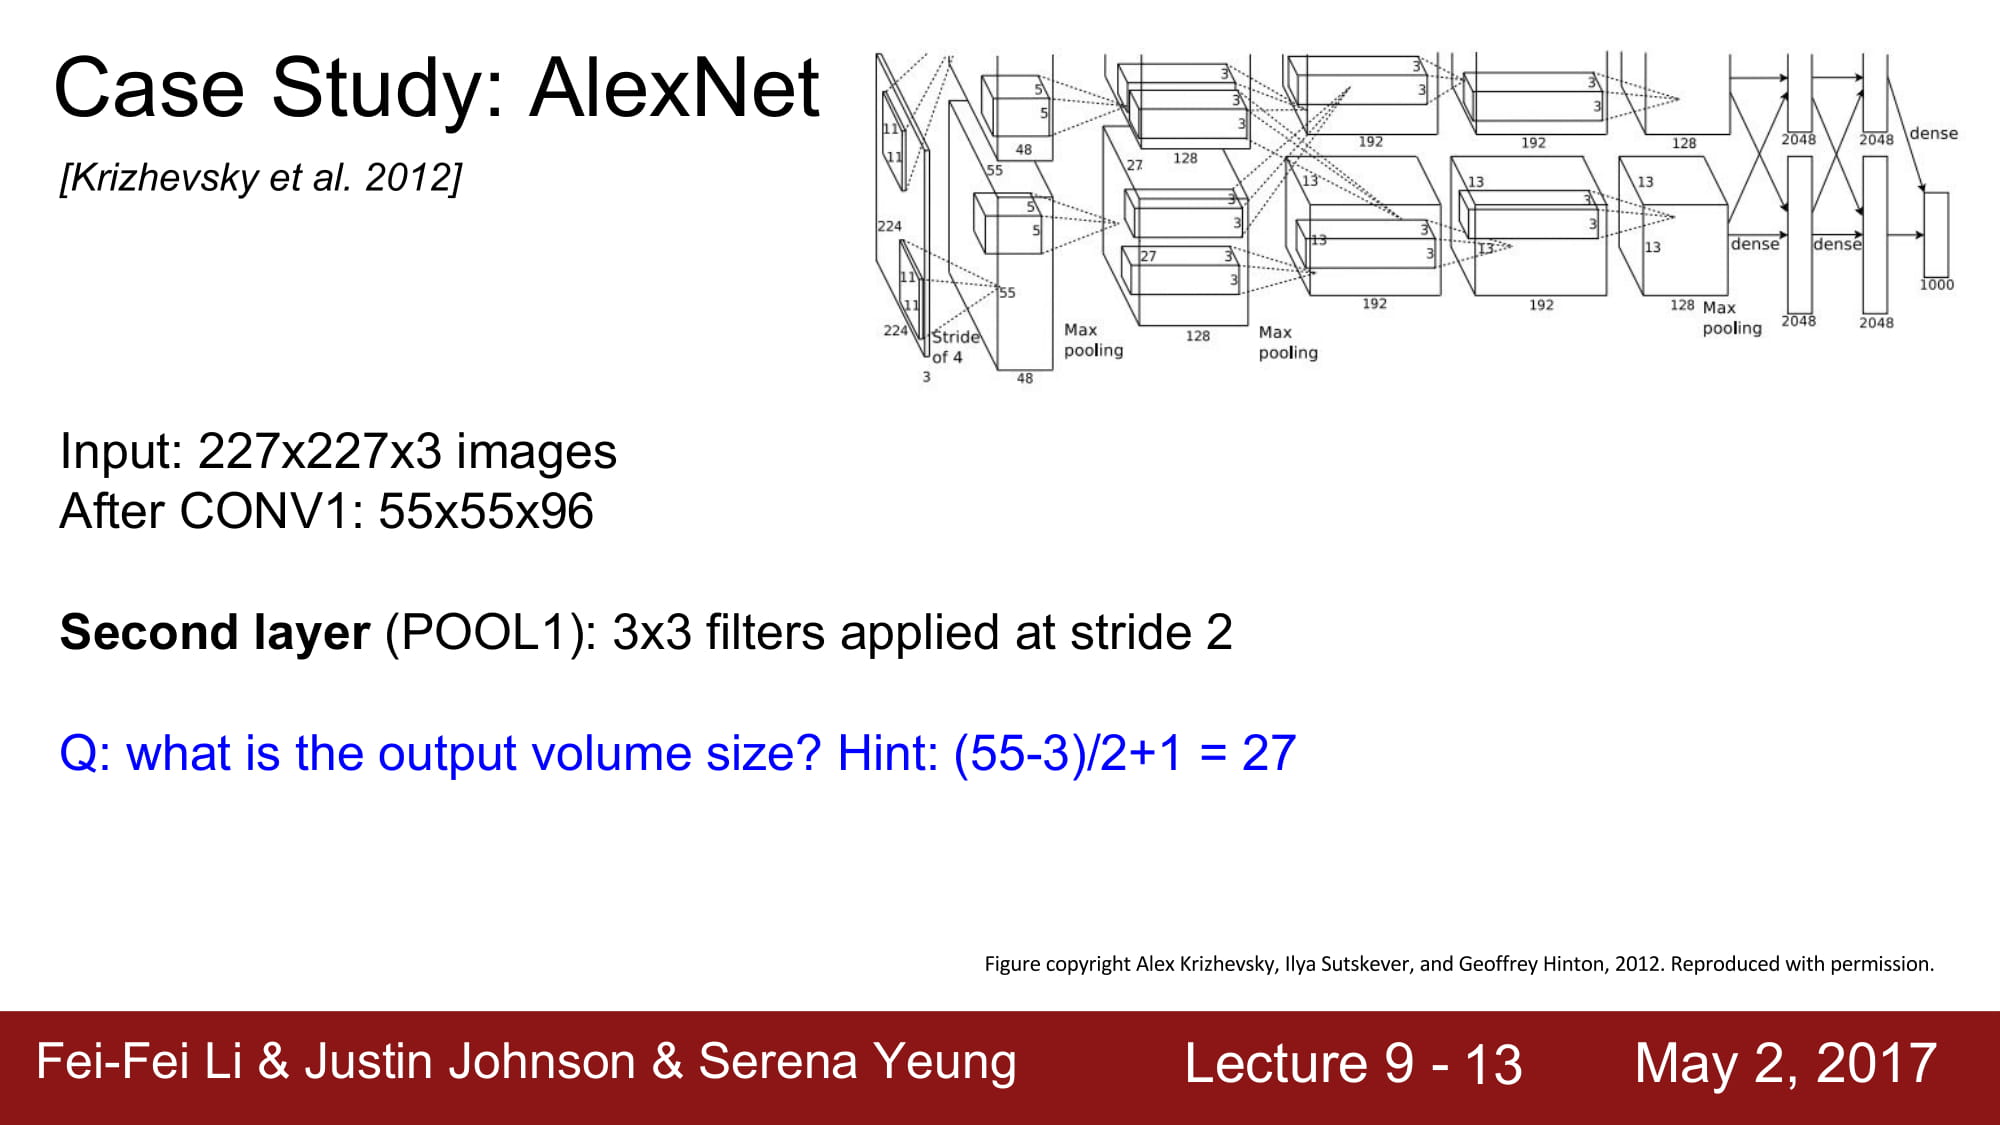 Case Study: AlexNet
[Krizhevsky et al. 2012]
11
11
224
11
11
224
3
Stride
of 4
5
5
48
55
5
5
55
48
Max
pooling
3
3
3
128
27
3
3
27
3
3
128
Max
pooling
3
3
192
13
13
3
3
192
3
3
192
13
3
3
13
192
128
13
13
128
Max
pooling
2048
2048
dense
dense
dense
2048
2048
1000
Input: 227x227x3 images
After CONV1: 55x55x96
Second layer (POOL1): 3x3 filters applied at stride 2
Q: what is the output volume size? Hint: (55-3)/2+1 = 27
Figure copyright Alex Krizhevsky, Ilya Sutskever, and Geoffrey Hinton, 2012. Reproduced with permission.
Fei-Fei Li & Justin Johnson & Serena Yeung
Lecture 9 - 13
May 2, 2017